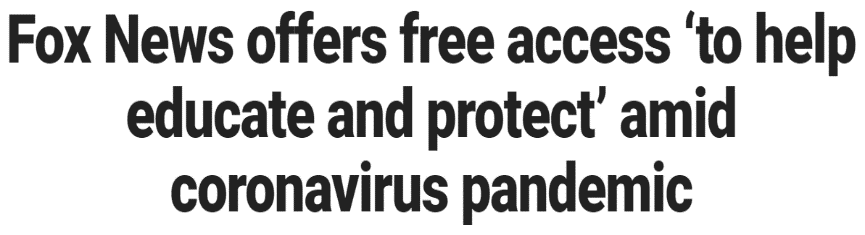 Fox News offers free access ‘to help
educate and protect’ amid
coronavirus pandemic